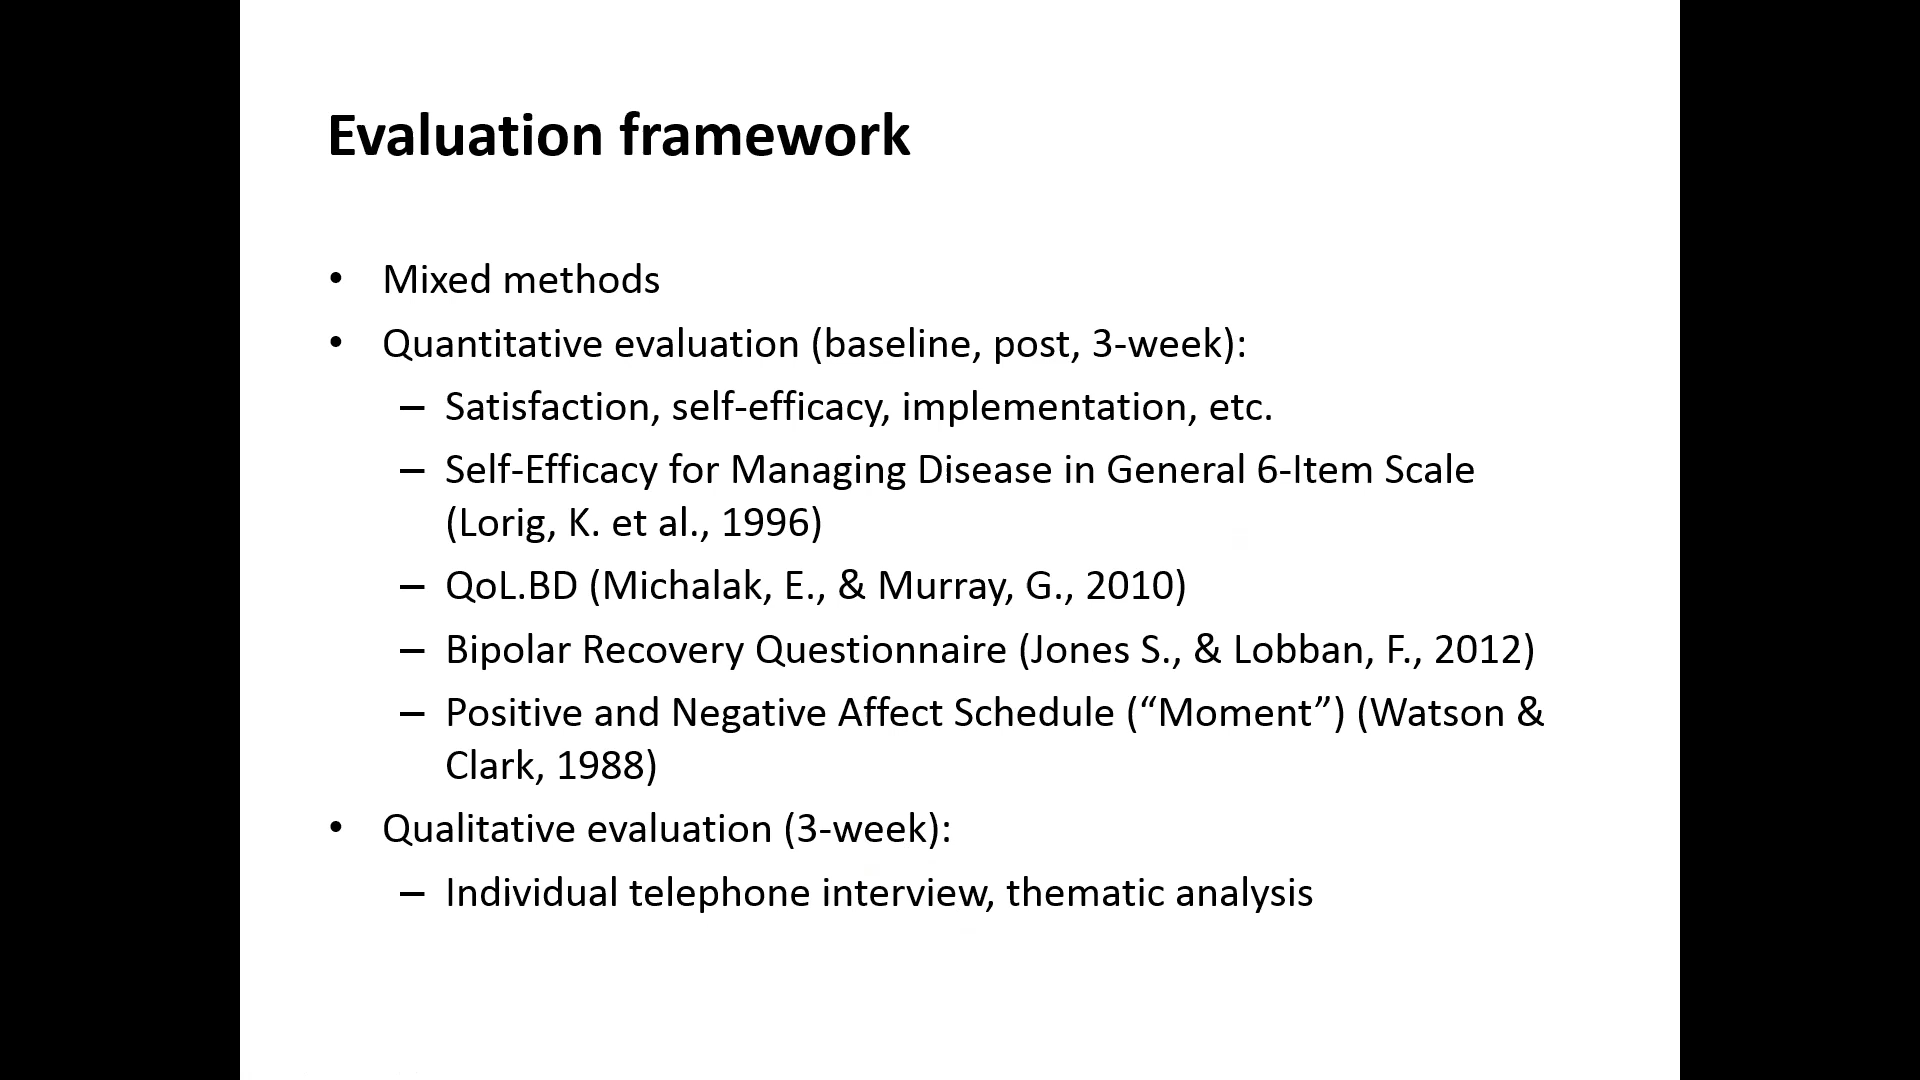 Evaluation framework
• Mixed methods
• Quantitative evaluation (baseline, post, 3-week):
– Satisfaction, self-efficacy, implementation, etc.
– Self-Efficacy for Managing Disease in General 6-Item Scale
(Lorig, K. et al., 1996)
– QoL.BD (Michalak, E., & Murray, G., 2010)
– Bipolar Recovery Questionnaire (Jones S., & Lobban, F., 2012)
– Positive and Negative Affect Schedule (“Moment”) (Watson &
Clark, 1988)
• Qualitative evaluation (3-week):
– Individual telephone interview, thematic analysis